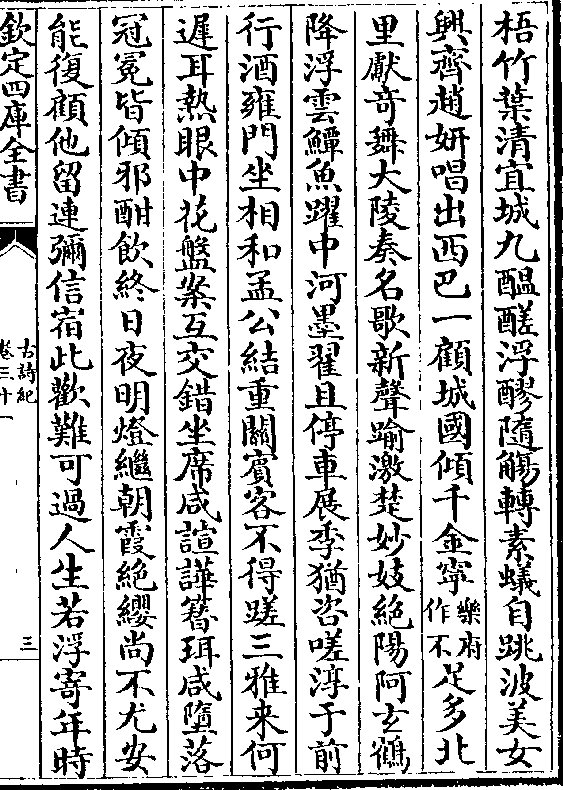 梧竹葉清宜城九醖醝浮醪隨觴轉素蟻自跳波美女
興齊趙妍唱出西巴一顧城國傾千金寧樂府作不足多北
里獻奇舞大陵奏名歌新聲踰激楚妙妓絶陽阿玄鶴
降浮雲鱏魚躍中河墨翟且停車展季猶咨嗟淳于前
行酒雍門坐相和孟公結重關賓客不得蹉三雅来何
遲耳熱眼中花盤案互交錯坐席咸諠譁簪珥咸墮落
冠冕皆傾邪酣飲終日夜明燈繼朝霞絶纓尚不尤安
能復顧他留連彌信宿此歡難可過人生若浮寄年時
欽定四庫全書
古詩紀
卷三十一
三